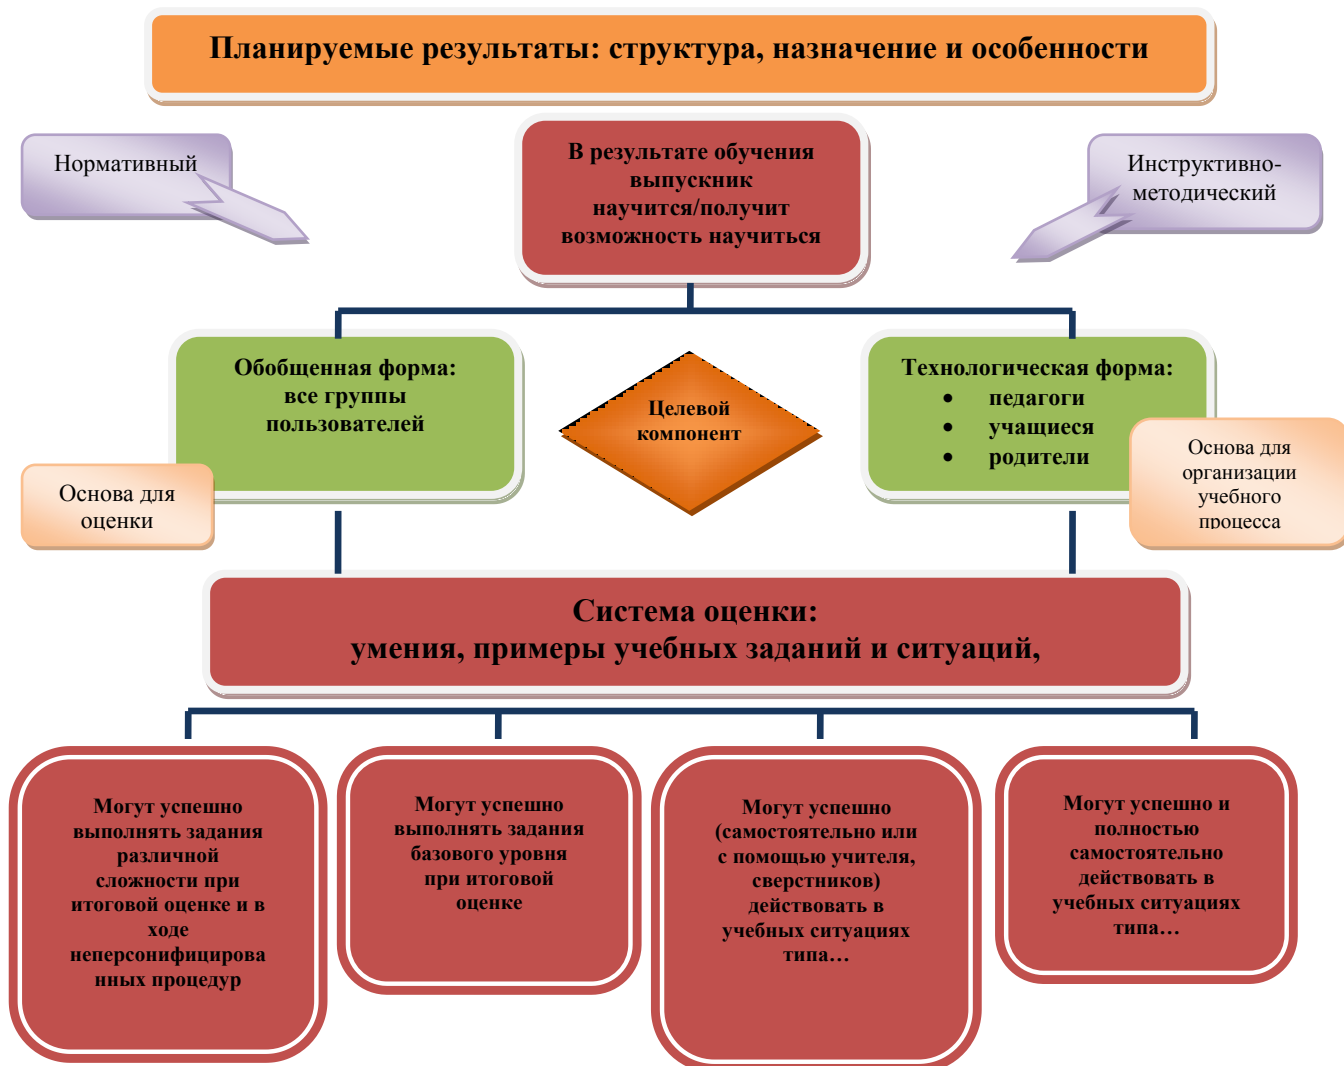 Планируемые результаты: структура, назначение и особенности
Нормативный
В результате обучения
выпускник
научится/получит
возможность научиться
Инструктивно-
методический
Обобщенная форма:
все группы
пользователей
Целевой
компонент
Технологическая форма:
• педагоги
• учащиеся
• родители
Основа для
оценки
Основа для
организации
учебного
процесса
Система оценки:
умения, примеры учебных заданий и ситуаций,
Могут успешно
выполнять задания
различной
сложности при
итоговой оценке и в
ходе
неперсонифицирова
нных процедур
Могут успешно
выполнять задания
базового уровня
при итоговой
оценке
Могут успешно
(самостоятельно или
с помощью учителя,
сверстников)
действовать в
учебных ситуациях
типа…
Могут успешно и
полностью
самостоятельно
действовать в
учебных ситуациях
типа…